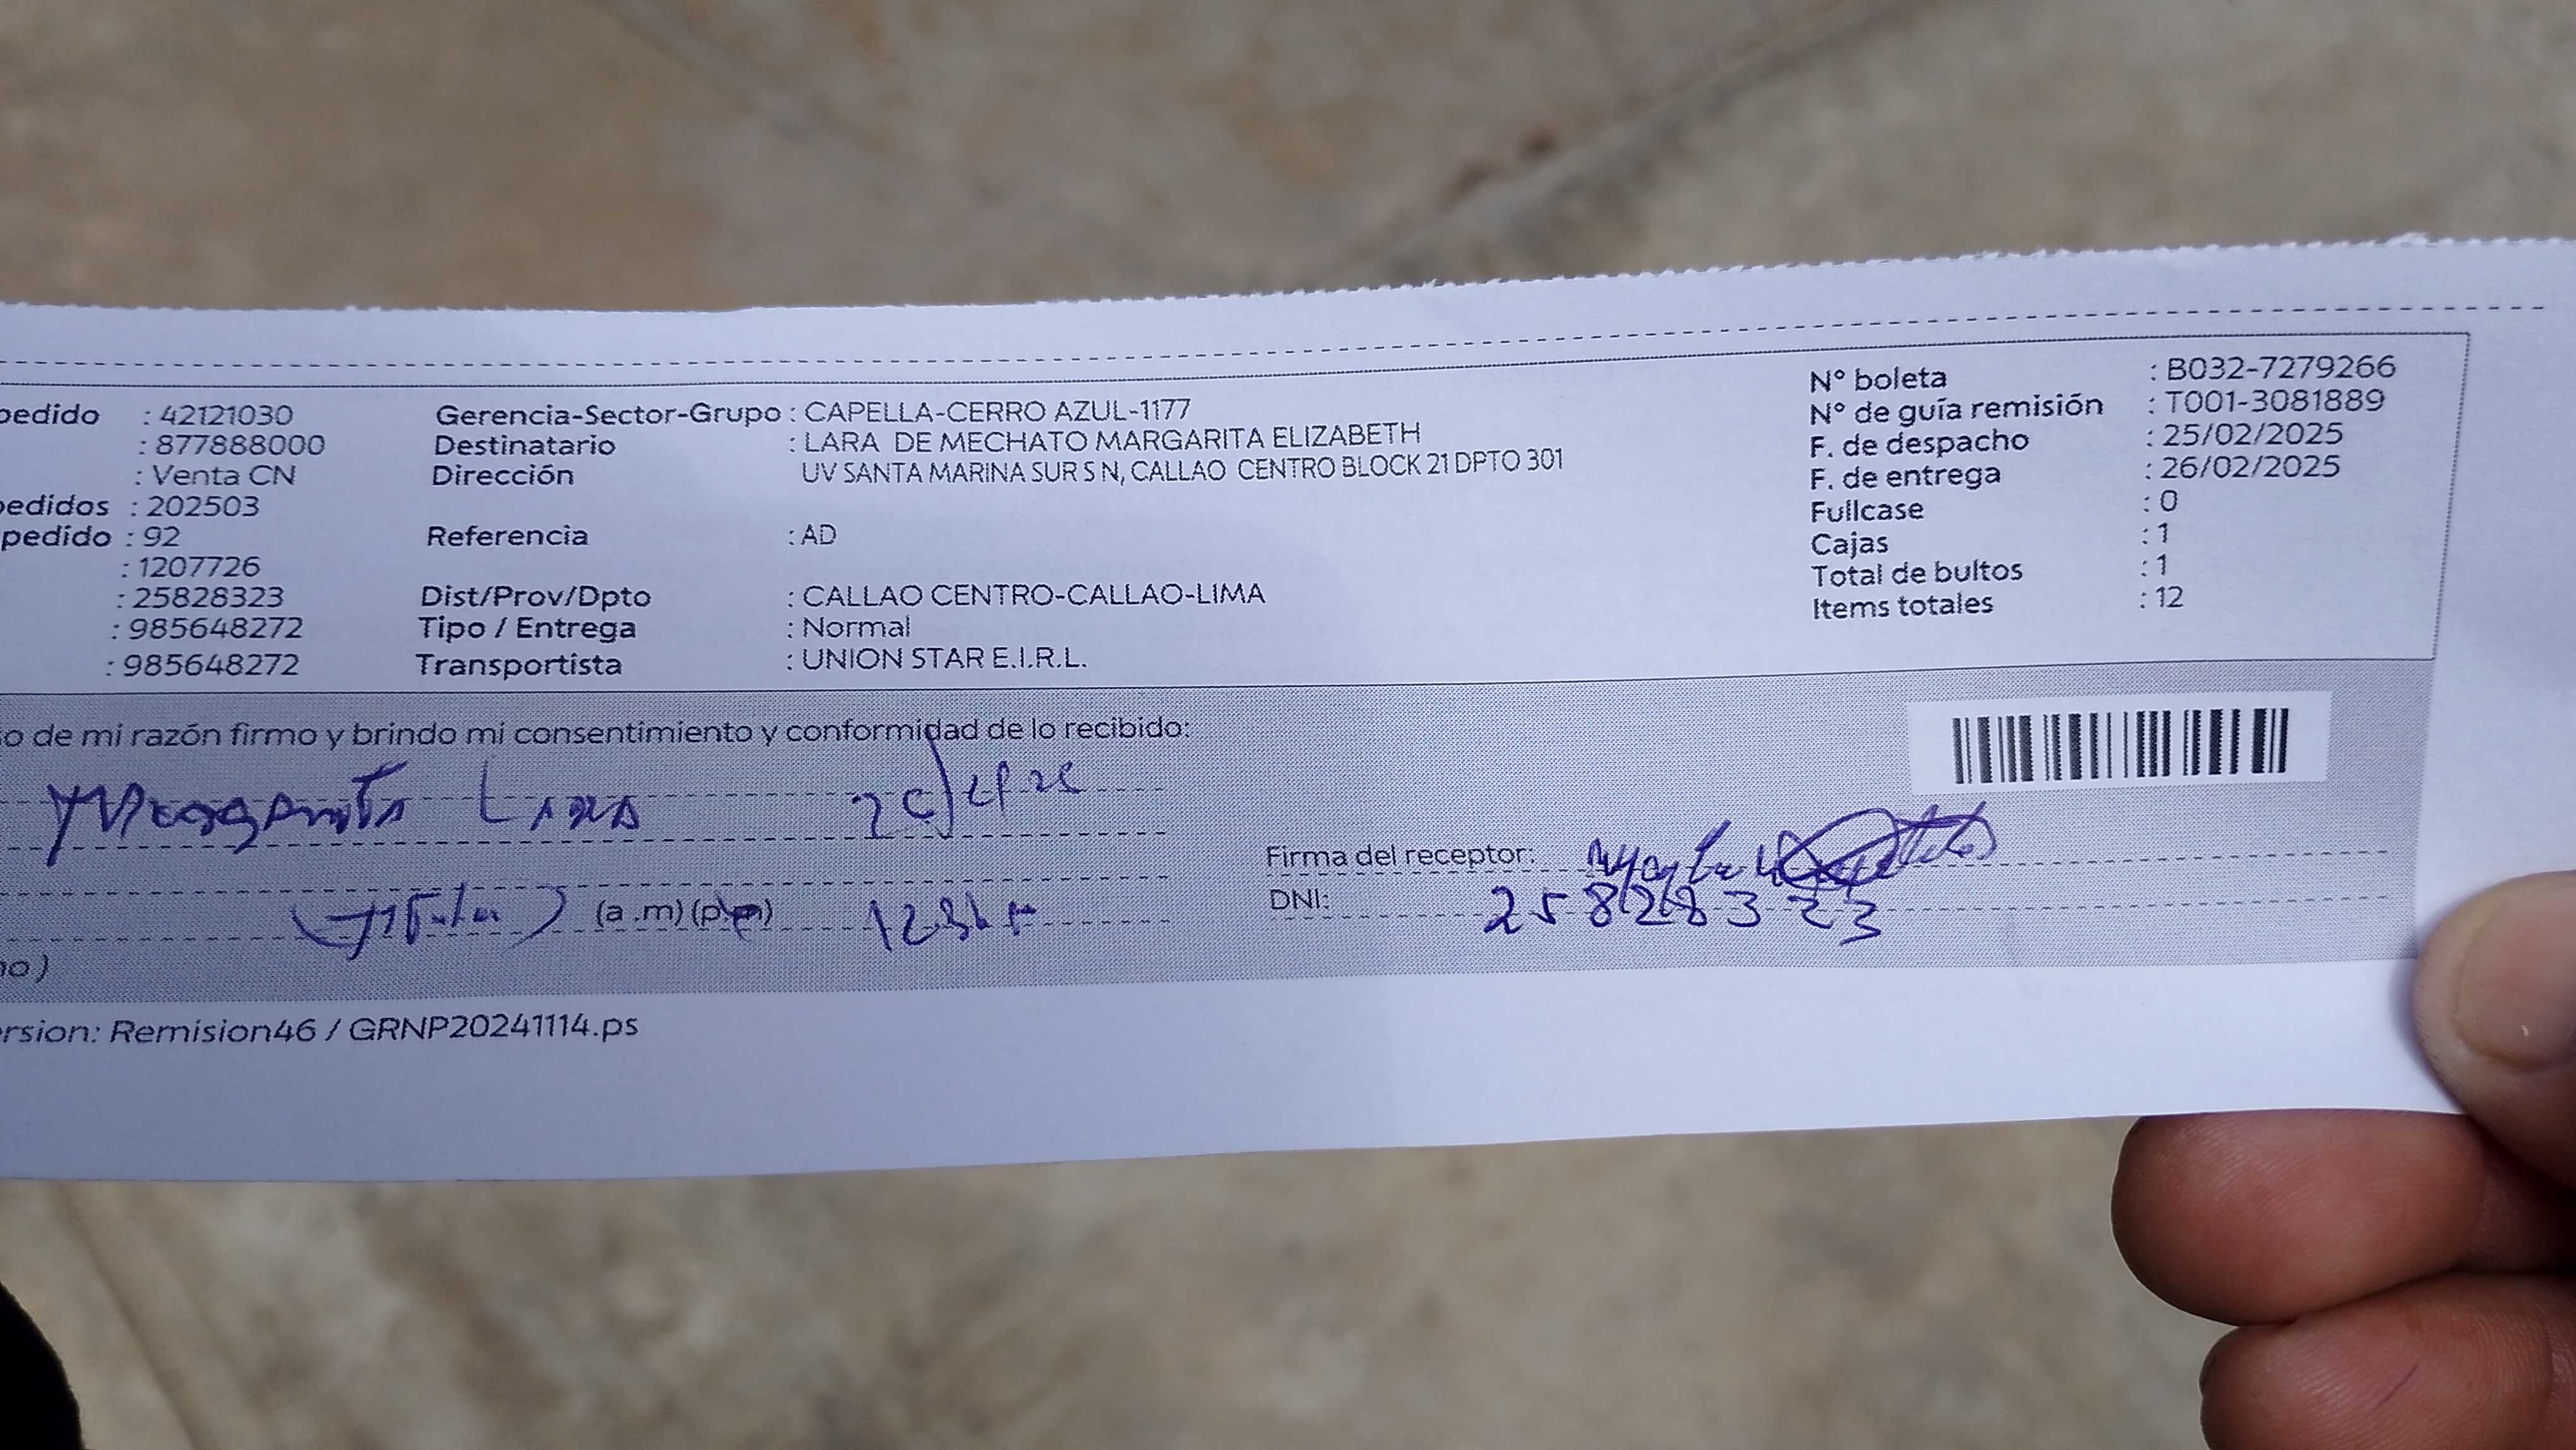 pedido : 42121030 Gerencia-Sector-Grupo : CAPELLA-CERRO AZUL-1177 N° boleta : B032-7279266
: 877888000 Destinatario : LARA DE MECHATO MARGARITA ELIZABETH N° de guía remisión : T001-3081889
: Venta CN Dirección UV SANTA MARINA SUR S N, CALLAO CENTRO BLOCK 21 DPTO 301 F. de despacho : 25/02/2025
pedidos : 202503 F. de entrega : 26/02/2025
pedido : 92 Referencia : AD Fullcase : 0
: 1207726 Cajas : 1
: 25828323 Dist/Prov/Dpto : CALLAO CENTRO-CALLAO-LIMA Total de bultos : 1
: 985648272 Tipo / Entrega : Normal Items totales : 12
: 985648272 Transportista : UNION STAR E.I.R.L.
so de mi razón firmo y brindo mi consentimiento y conformidad de lo recibido:
Margarita Lara
Firma del receptor:
(a .m) (p.m)
DNI: 25828323
no)
ersion: Remision46 / GRNP20241114.ps